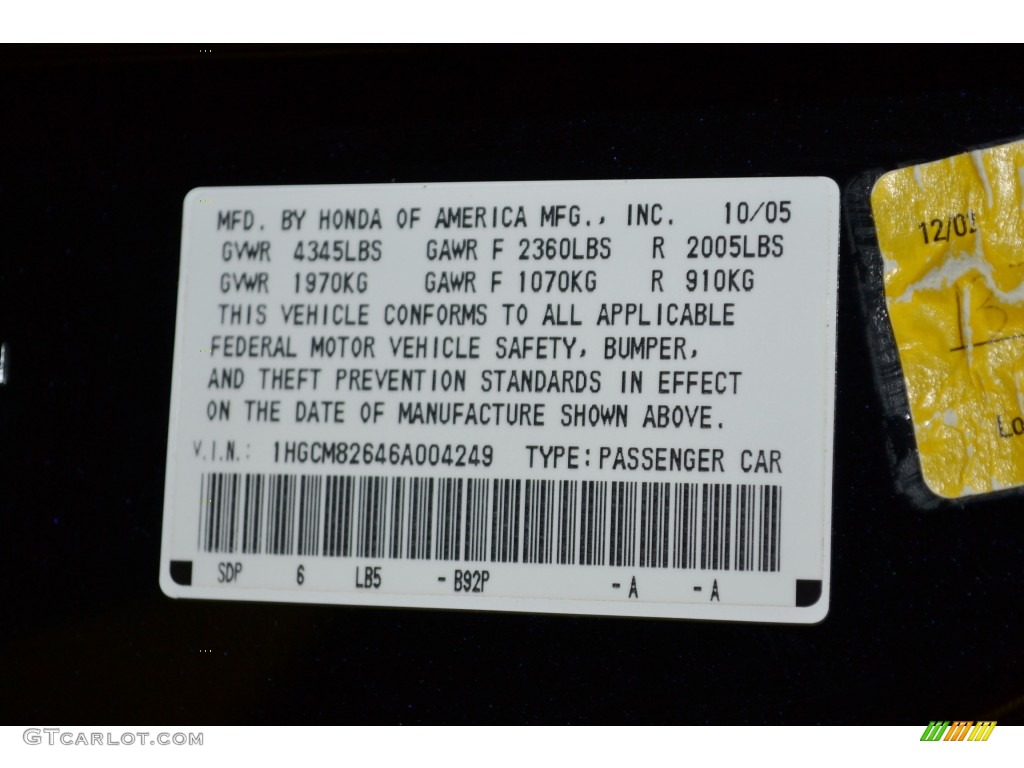 MFD. BY HONDA OF AMERICA MFG., INC. 10/05
GVWR 4345LBS GAWR F 2360LBS R 2005LBS
GVWR 1970KG GAWR F 1070KG R 910KG
THIS VEHICLE CONFORMS TO ALL APPLICABLE
FEDERAL MOTOR VEHICLE SAFETY, BUMPER,
AND THEFT PREVENTION STANDARDS IN EFFECT
ON THE DATE OF MANUFACTURE SHOWN ABOVE.
V.I.N.: 1HGCM82646A004249 TYPE:PASSENGER CAR
SDP 6 LB5 - B92P - A - A
13
Lo
GTcarlot.com